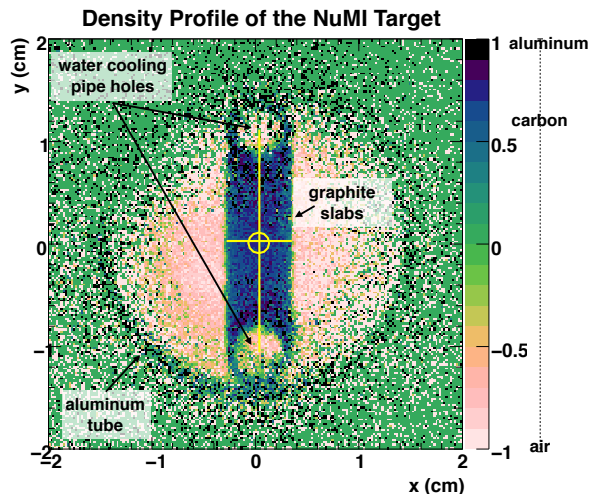 Density Profile of the NuMI Target
y (cm)
2
1
0
−1
−2
water cooling
pipe holes
graphite
slabs
aluminum
tube
−2
−1
0
1
2
x (cm)
1
0.5
0
−0.5
−1
aluminum
carbon
air